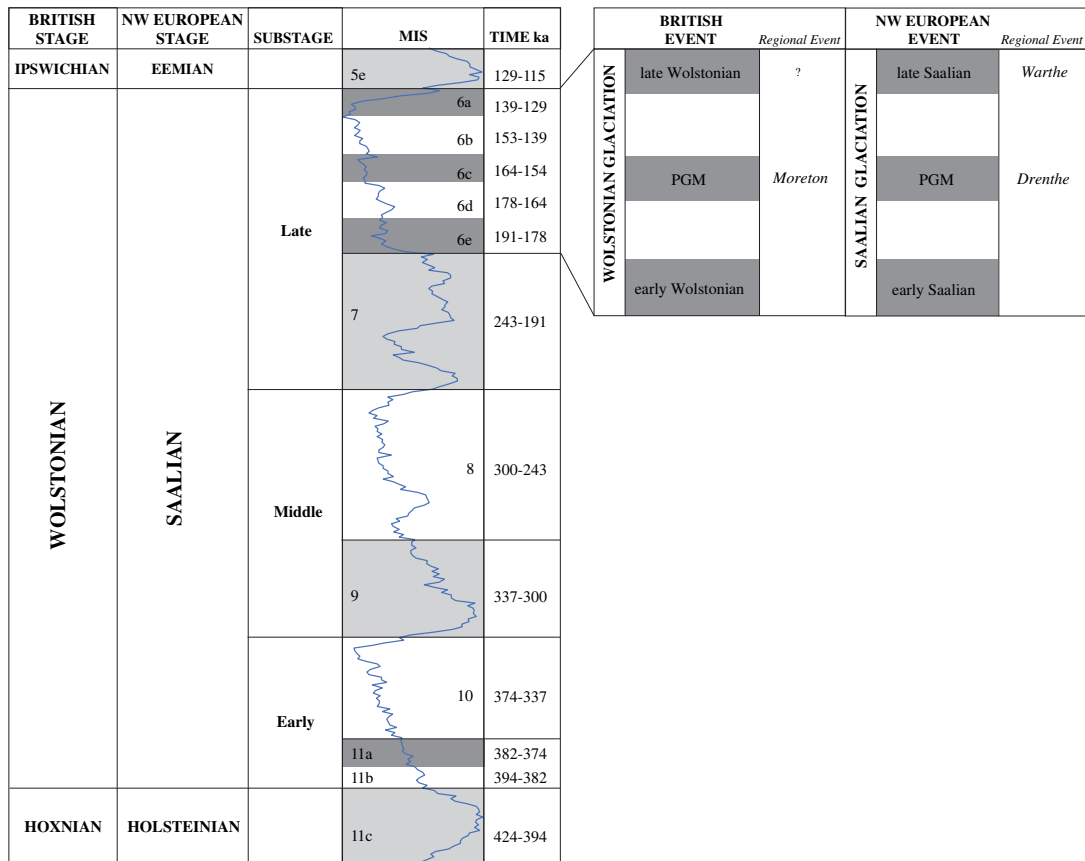 BRITISH STAGE
NW EUROPEAN STAGE
SUBSTAGE
MIS
TIME ka
IPSWICHIAN
EEMIAN
5e
129-115
WOLSTONIAN
SAALIAN
Late
6a
139-129
6b
153-139
6c
164-154
6d
178-164
6e
191-178
7
243-191
Middle
8
300-243
9
337-300
Early
10
374-337
11a
382-374
11b
394-382
HOXNIAN
HOLSTEINIAN
11c
424-394
BRITISH EVENT
Regional Event
NW EUROPEAN EVENT
Regional Event
WOLSTONIAN GLACIATION
late Wolstonian
?
SAALIAN GLACIATION
late Saalian
Warthe
PGM
Moreton
PGM
Drenthe
early Wolstonian
early Saalian